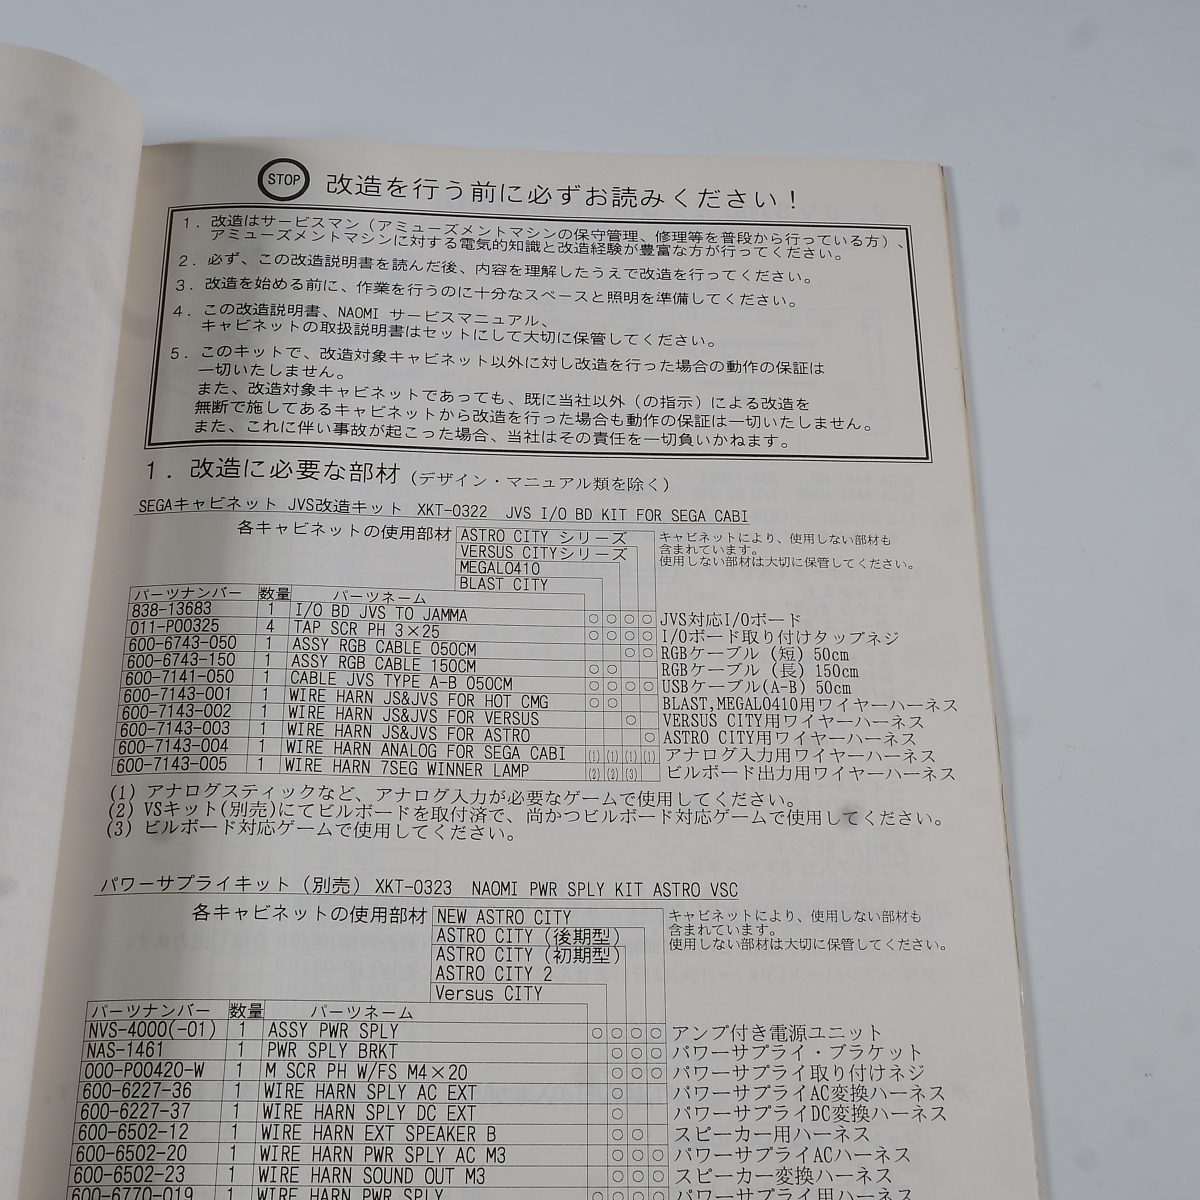 STOP 改造を行う前に必ずお読みください！
１．改造はサービスマン（アミューズメントマシンの保守管理、修理等を普段から行っている方）、
アミューズメントマシンに対する電気的知識と改造経験が豊富な方が行ってください。
２．必ず、この改造説明書を読んだ後、内容を理解したうえで改造を行ってください。
３．改造を始める前に、作業を行うのに十分なスペースと照明を準備してください。
４．この改造説明書、NAOMI サービスマニュアル、
キャビネットの取扱説明書はセットにして大切に保管してください。
５．このキットで、改造対象キャビネット以外に対し改造を行った場合の動作の保証は
一切いたしません。
また、改造対象キャビネットであっても、既に当社以外（の指示）による改造を
無断で施してあるキャビネットから改造を行った場合も動作の保証は一切いたしません。
また、これに伴い事故が起こった場合、当社はその責任を一切負いかねます。
１．改造に必要な部材（デザイン・マニュアル類を除く）
SEGAキャビネット JVS改造キット XKT-0322 JVS I/O BD KIT FOR SEGA CABI
各キャビネットの使用部材
ASTRO CITY シリーズ
VERSUS CITYシリーズ
MEGALO410
BLAST CITY
キャビネットにより、使用しない部材も
含まれています。
使用しない部材は大切に保管してください。
パーツナンバー 数量 パーツネーム
838-13683 1 I/O BD JVS TO JAMMA ○ ○ ○ ○ JVS対応I/Oボード
011-P00325 4 TAP SCR PH 3×25 ○ ○ ○ ○ I/Oボード取り付けタップネジ
600-6743-050 1 ASSY RGB CABLE 050CM ○ ○ RGBケーブル（短）50cm
600-6743-150 1 ASSY RGB CABLE 150CM ○ ○ RGBケーブル（長）150cm
600-7141-050 1 CABLE JVS TYPE A-B 050CM ○ ○ ○ ○ USBケーブル(A-B) 50cm
600-7143-001 1 WIRE HARN JS&JVS FOR HOT CMG ○ ○ BLAST,MEGALO410用ワイヤーハーネス
600-7143-002 1 WIRE HARN JS&JVS FOR VERSUS ○ VERSUS CITY用ワイヤーハーネス
600-7143-003 1 WIRE HARN JS&JVS FOR ASTRO ○ ASTRO CITY用ワイヤーハーネス
600-7143-004 1 WIRE HARN ANALOG FOR SEGA CABI (1) (1) (1) (1) アナログ入力用ワイヤーハーネス
600-7143-005 1 WIRE HARN 7SEG WINNER LAMP (2) (2) (3) ビルボード出力用ワイヤーハーネス
(1) アナログスティックなど、アナログ入力が必要なゲームで使用してください。
(2) VSキット(別売)にてビルボードを取付済で、尚かつビルボード対応ゲームで使用してください。
(3) ビルボード対応ゲームで使用してください。
パワーサプライキット（別売）XKT-0323 NAOMI PWR SPLY KIT ASTRO VSC
各キャビネットの使用部材
NEW ASTRO CITY
ASTRO CITY (後期型)
ASTRO CITY (初期型)
ASTRO CITY 2
Versus CITY
キャビネットにより、使用しない部材も
含まれています。
使用しない部材は大切に保管してください。
パーツナンバー 数量 パーツネーム
NVS-4000(-01) 1 ASSY PWR SPLY ○ ○ ○ ○ アンプ付き電源ユニット
NAS-1461 1 PWR SPLY BRKT ○ ○ ○ パワーサプライ・ブラケット
000-P00420-W 1 M SCR PH W/FS M4×20 ○ ○ ○ パワーサプライ取り付けネジ
600-6227-36 1 WIRE HARN SPLY AC EXT ○ パワーサプライAC変換ハーネス
600-6227-37 1 WIRE HARN SPLY DC EXT ○ パワーサプライDC変換ハーネス
600-6502-12 1 WIRE HARN EXT SPEAKER B ○ ○ スピーカー用ハーネス
600-6502-20 1 WIRE HARN PWR SPLY AC M3 ○ ○ ○ パワーサプライACハーネス
600-6502-23 1 WIRE HARN SOUND OUT M3 ○ ○ ○ スピーカー変換ハーネス
600-6770-019 1 WIRE HARN PWR SPLY ○ ○ ○ ○ パワーサプライ用ハーネス